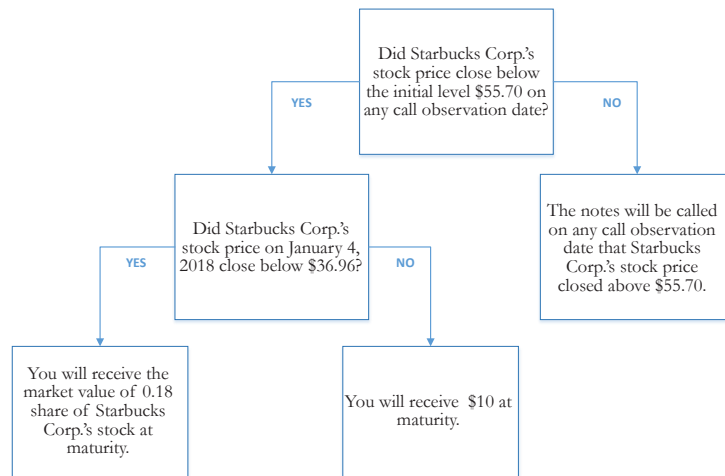 Did Starbucks Corp.'s
stock price close below
the initial level $55.70 on
any call observation date?
YES
NO
Did Starbucks Corp.'s
stock price on January 4,
2018 close below $36.96?
The notes will be called
on any call observation
date that Starbucks
Corp.'s stock price
closed above $55.70.
YES
NO
You will receive the
market value of 0.18
share of Starbucks
Corp.'s stock at
maturity.
You will receive $10 at
maturity.